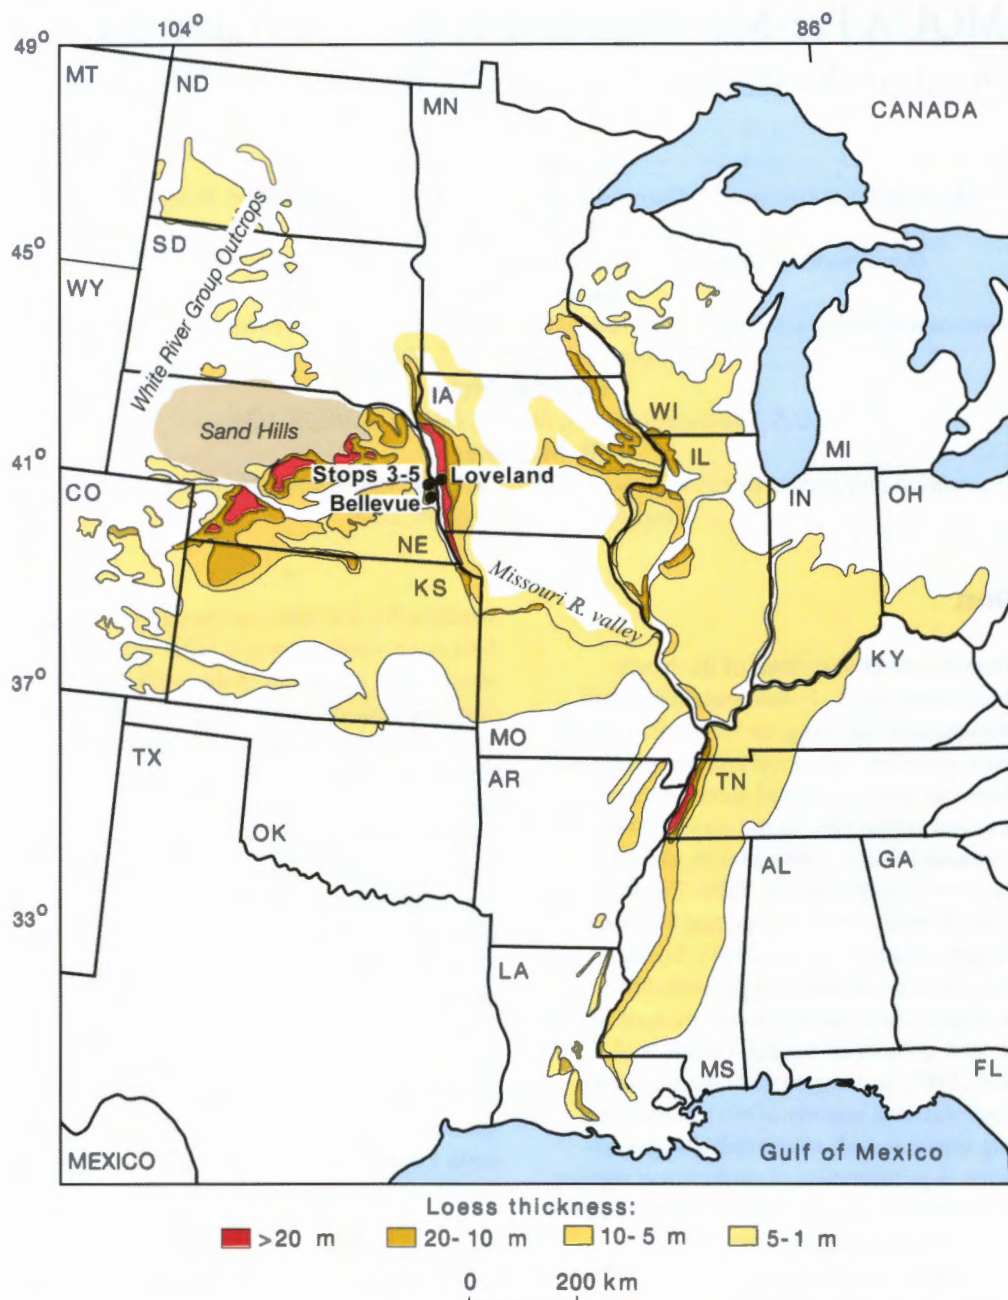 104°
86°
49°
MT
ND
MN
CANADA
45°
SD
WY
White River Group Outcrops
IA
WI
Sand Hills
41°
IL
MI
Stops 3-5
Loveland
Bellevue
CO
IN
OH
NE
KS
Missouri R. valley
37°
KY
MO
TX
AR
TN
OK
AL
GA
33°
LA
MS
FL
MEXICO
Gulf of Mexico
Loess thickness:
>20 m
20-10 m
10-5 m
5-1 m
0 200 km